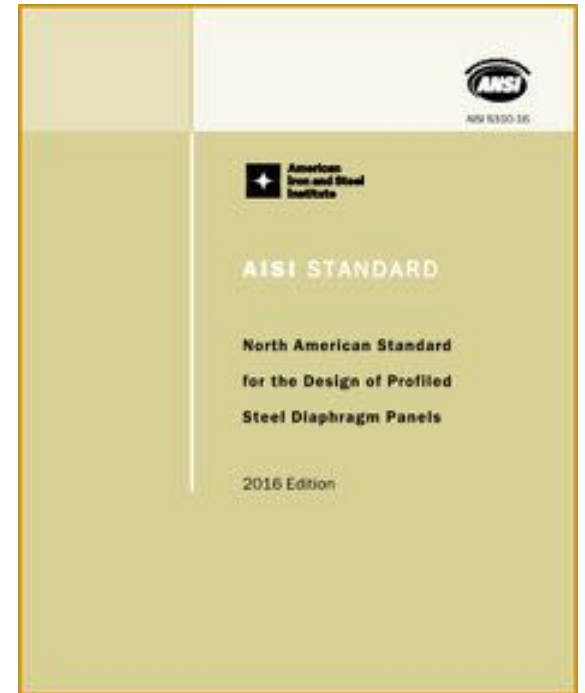 ANSI
AISI S310-16
American
Iron and Steel
Institute
AISI STANDARD
North American Standard
for the Design of Profiled
Steel Diaphragm Panels
2016 Edition